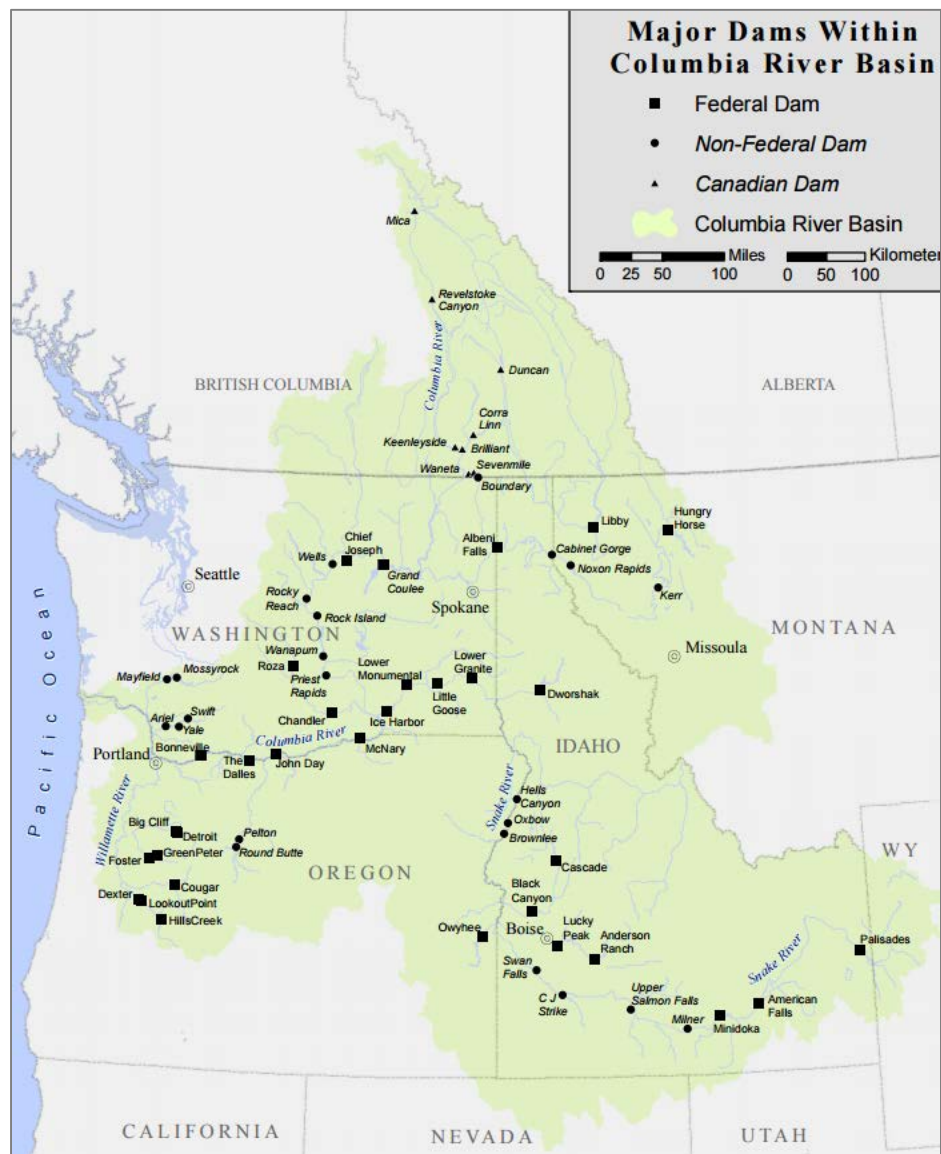 Major Dams Within
Columbia River Basin
Federal Dam
Non-Federal Dam
Canadian Dam
Columbia River Basin
Miles
Kilometer
0 25 50 100
0 50 100
Mica
Revelstoke
Canyon
Columbia River
Duncan
BRITISH COLUMBIA
ALBERTA
Corra
Linn
Keenleyside
Brilliant
Waneta
Sevenmile
Boundary
Libby
Hungry
Horse
Chief
Joseph
Albeni
Falls
Wells
Cabinet Gorge
Grand
Coulee
Noxon Rapids
Seattle
Kerr
Rocky
Reach
Spokane
Rock Island
WASHINGTON
MONTANA
Wanapum
Missoula
Roza
Lower
Monumental
Lower
Granite
Mayfield
Mossyrock
Priest
Rapids
Little
Goose
Dworshak
Chandler
Ice Harbor
Ariel
Swift
Yale
Columbia River
McNary
IDAHO
Portland
Bonneville
The
Dalles
John Day
Pacific Ocean
Willamette River
Snake River
Hells
Canyon
Oxbow
Brownlee
Big Cliff
Detroit
Pelton
Round Butte
WY
Foster
GreenPeter
OREGON
Cascade
Cougar
Dexter
LookoutPoint
HillsCreek
Black
Canyon
Owyhee
Boise
Lucky
Peak
Anderson
Ranch
Palisades
Swan
Falls
Snake River
C J
Strike
Upper
Salmon Falls
Milner
Minidoka
American
Falls
CALIFORNIA
NEVADA
UTAH